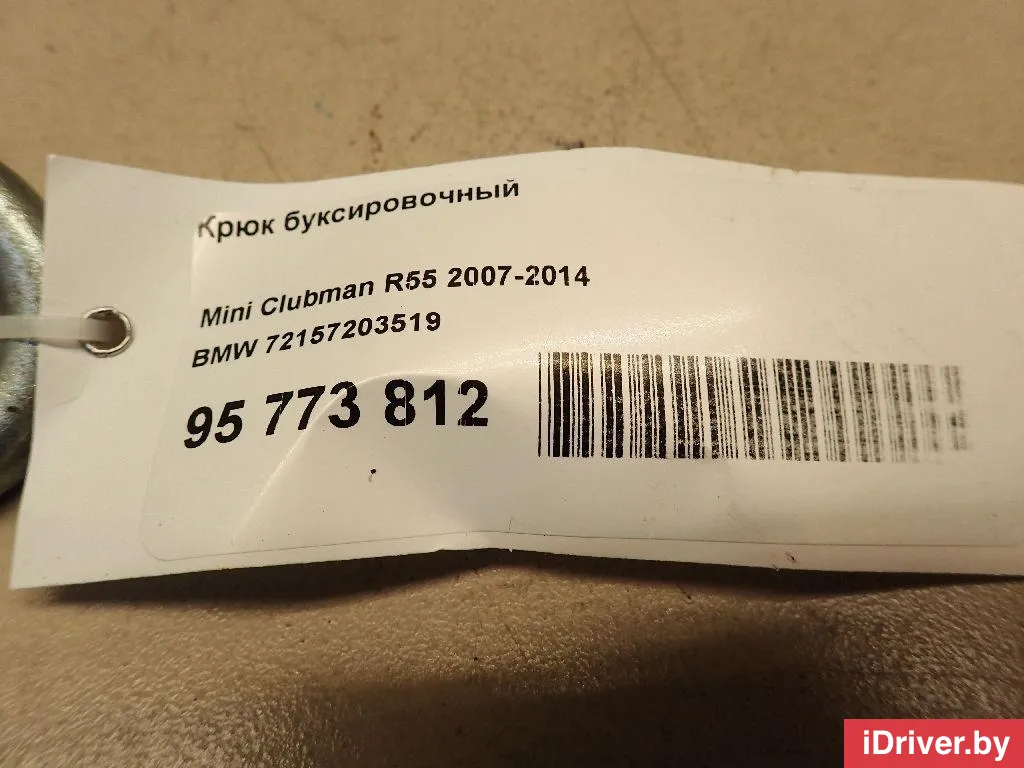 Крюк буксировочный
Mini Clubman R55 2007-2014
BMW 72157203519
95 773 812
iDriver.by